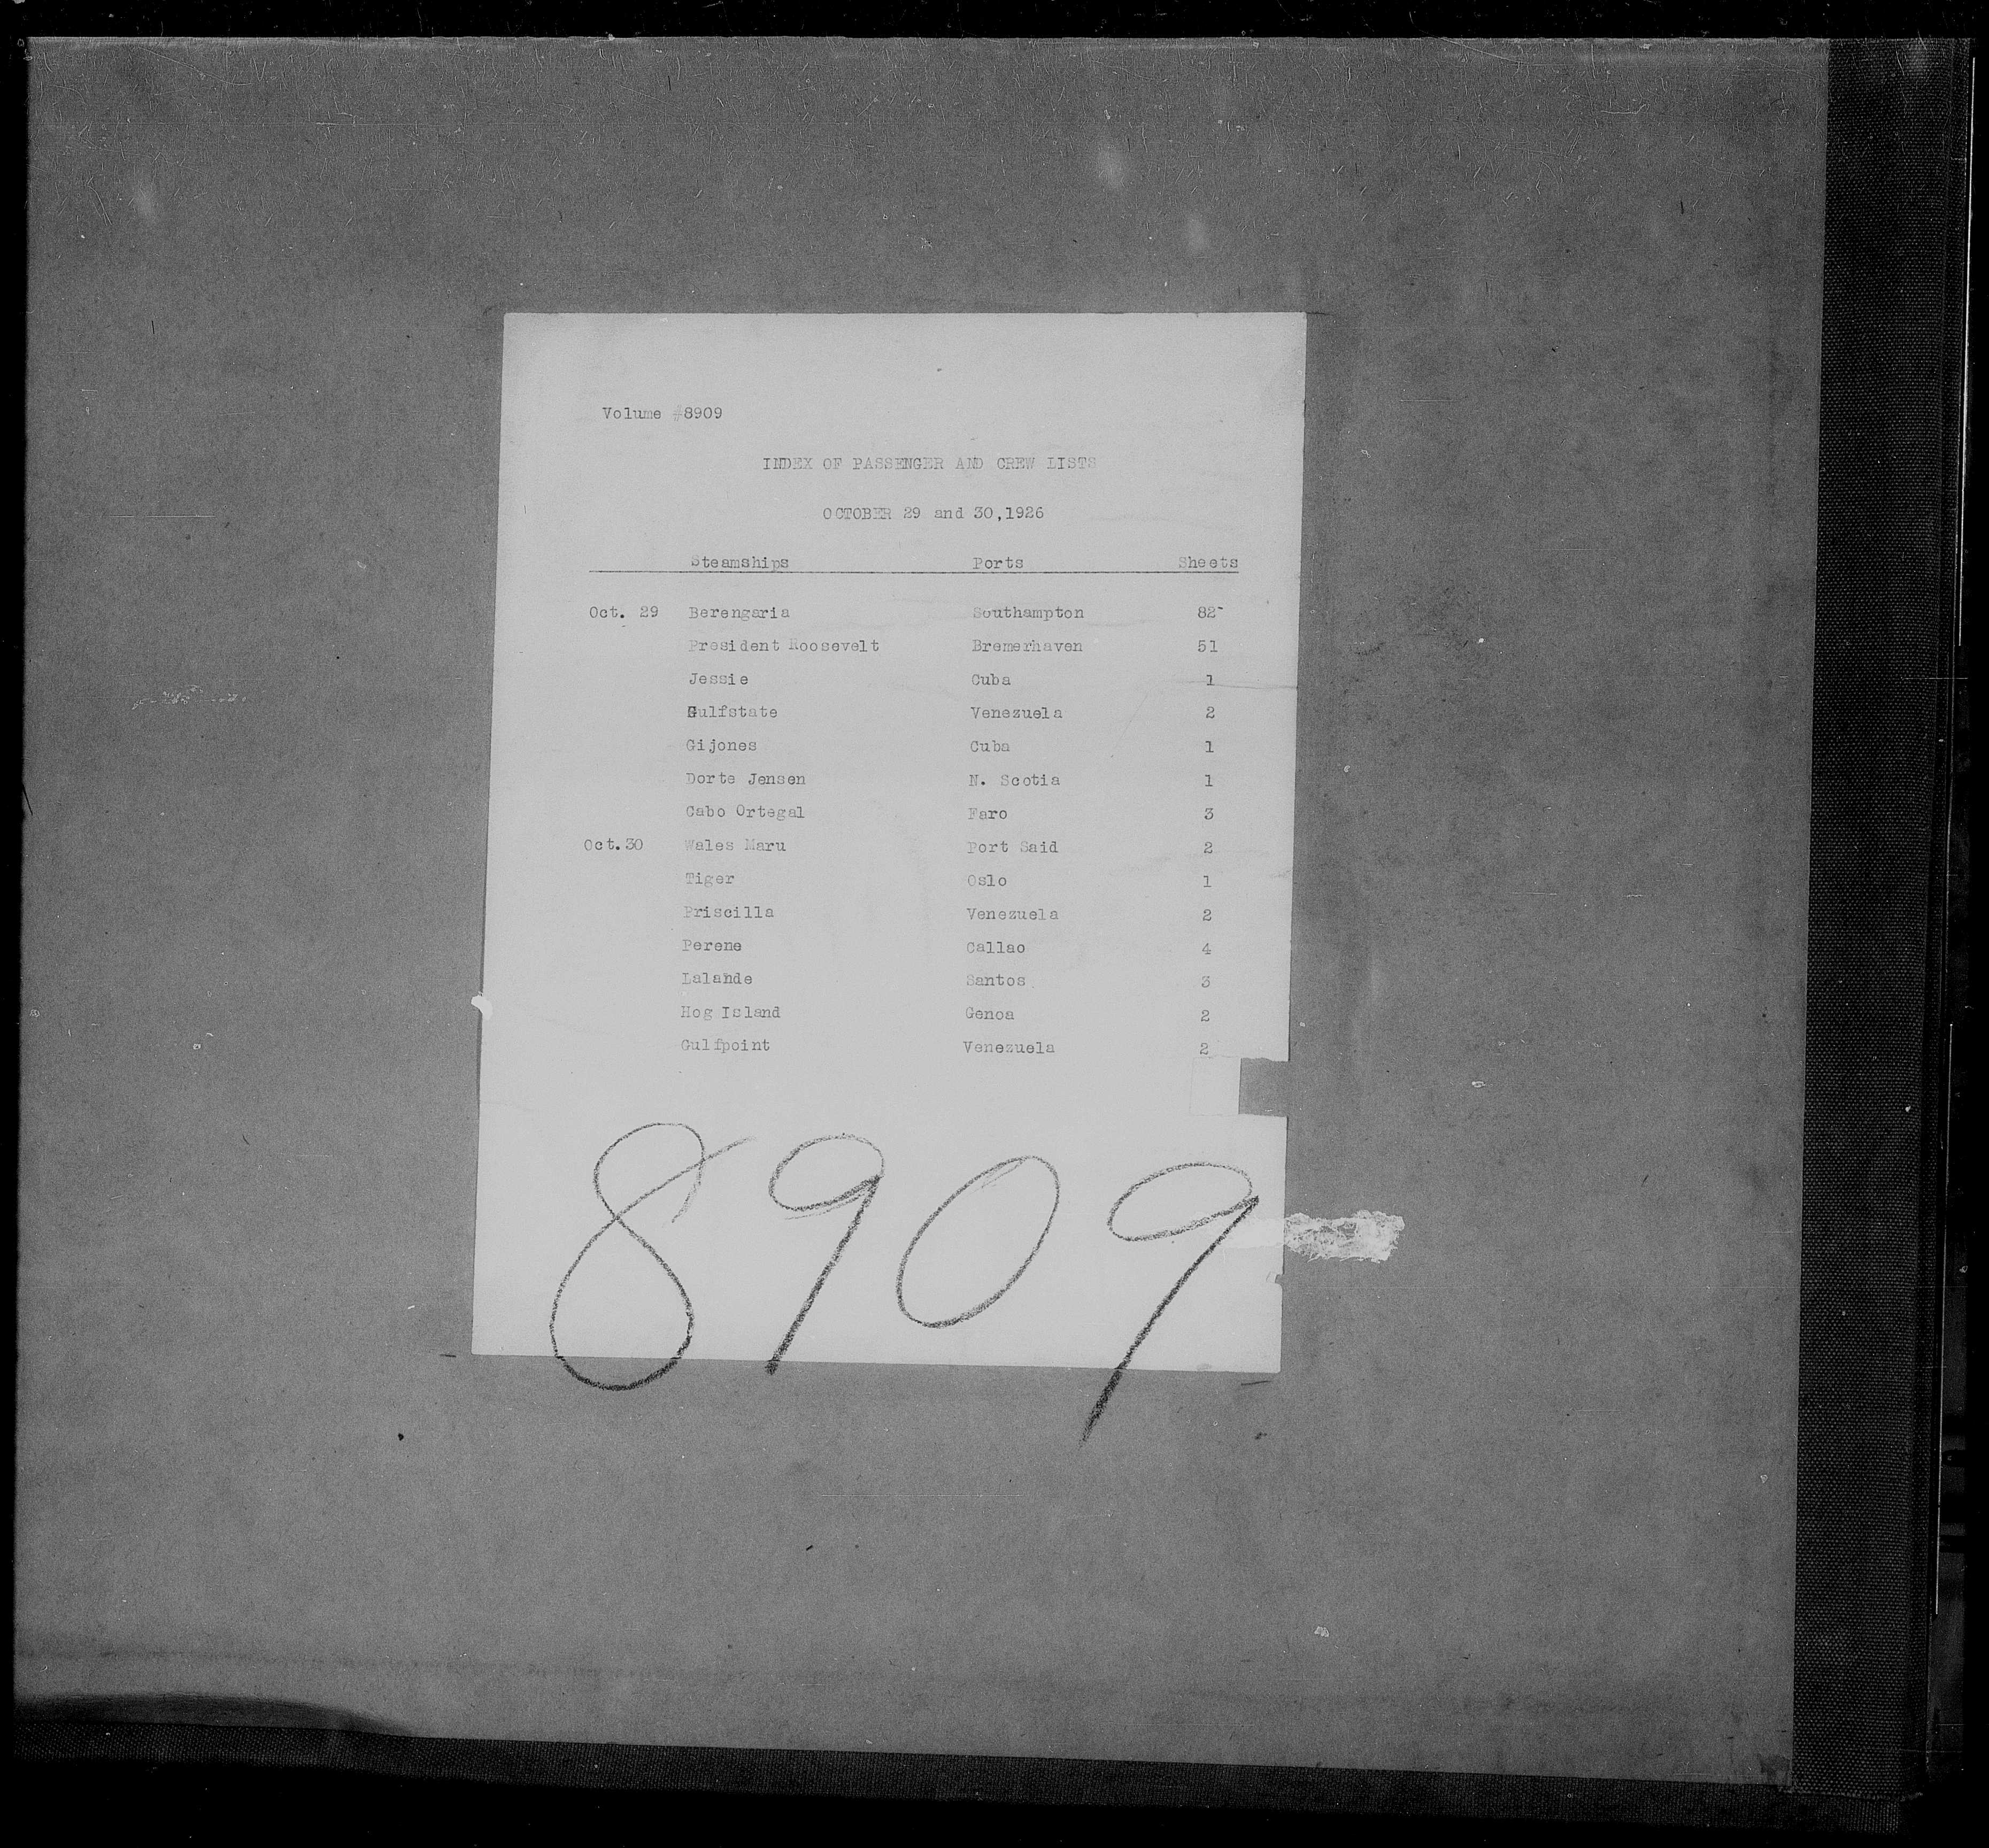 Volume #8909
INDEX OF PASSENGER AND CREW LISTS
OCTOBER 29 and 30,1926
Steamships Ports Sheets
Oct. 29 Berengaria Southampton 82
President Roosevelt Bremerhaven 51
Jessie Cuba 1
Gulfstate Venezuela 2
Gijones Cuba 1
Dorte Jensen N. Scotia 1
Cabo Ortegal Faro 3
Oct.30 Wales Maru Port Said 2
Tiger Oslo 1
Priscilla Venezuela 2
Perene Callao 4
Lalande Santos 3
Hog Island Genoa 2
Gulfpoint Venezuela 2
8909